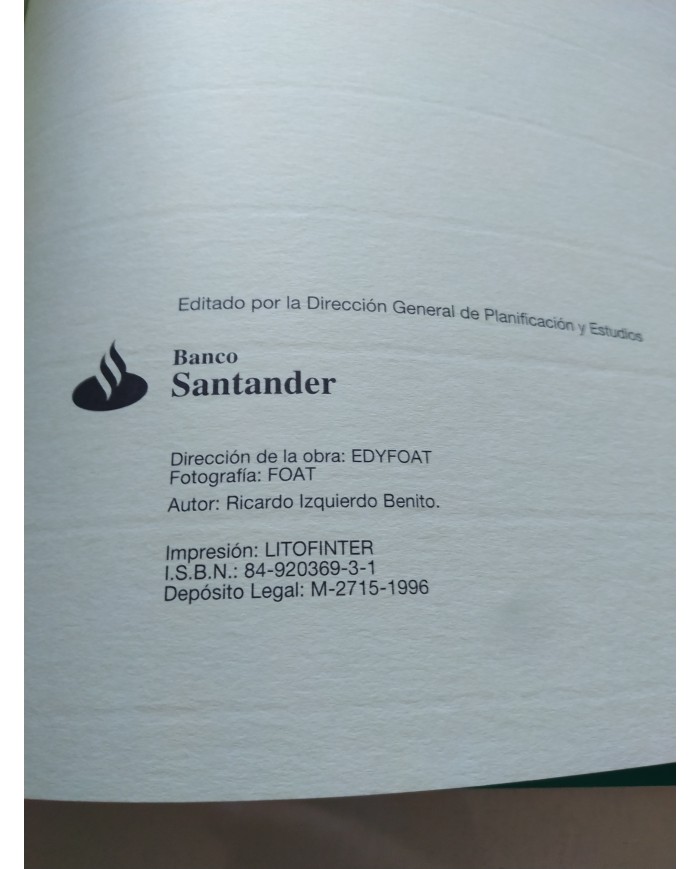 Editado por la Dirección General de Planificación y Estudios
Banco
Santander
Dirección de la obra: EDYFOAT
Fotografía: FOAT
Autor: Ricardo Izquierdo Benito.
Impresión: LITOFINTER
I.S.B.N.: 84-920369-3-1
Depósito Legal: M-2715-1996